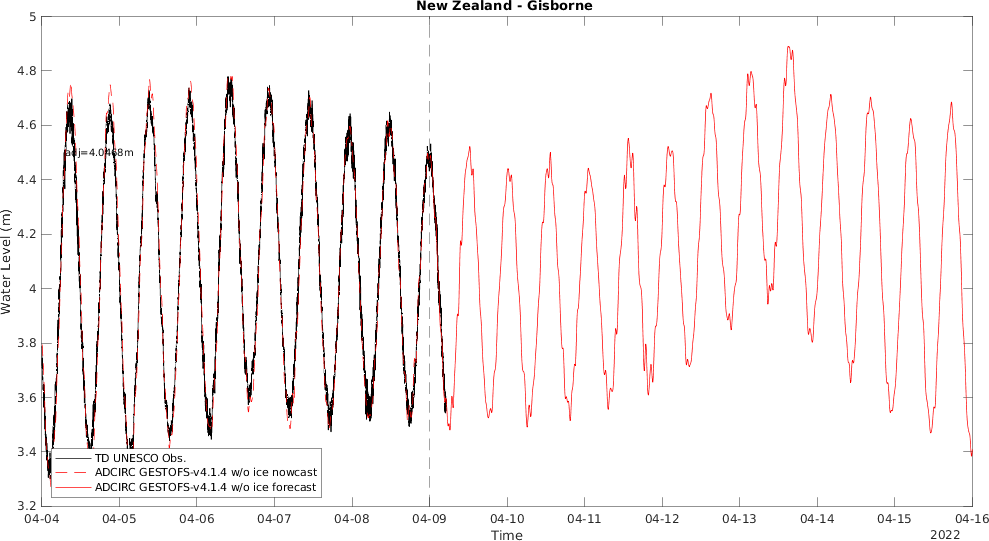 New Zealand - Gisborne
5
4.8
4.6
4.4
4.2
4
3.8
3.6
3.4
3.2
Water Level (m)
adj=4.0468m
TD UNESCO Obs.
ADCIRC GESTOFS-v4.1.4 w/o ice nowcast
ADCIRC GESTOFS-v4.1.4 w/o ice forecast
04-04 04-05 04-06 04-07 04-08 04-09 04-10 04-11 04-12 04-13 04-14 04-15 04-16
Time
2022